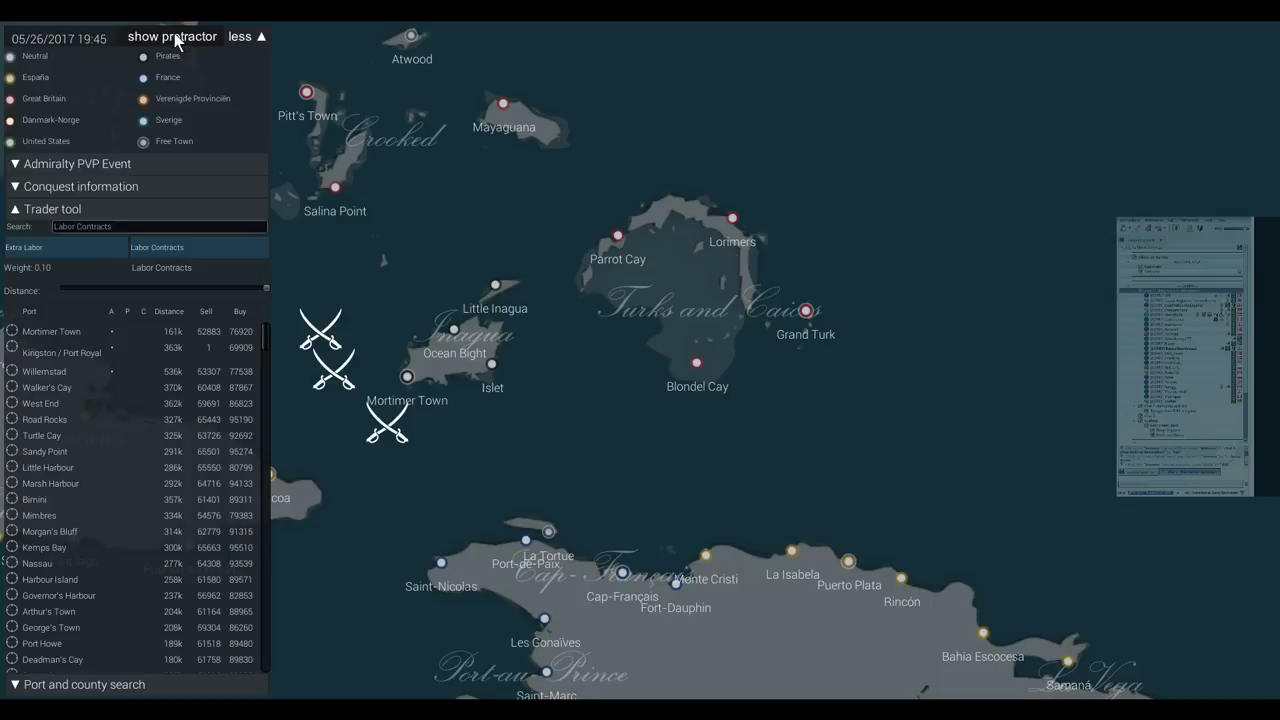 05/26/2017 19:45
show protractor
less ▲
Neutral
Pirates
España
France
Great Britain
Verenigde Provinciën
Danmark-Norge
Sverige
United States
Free Town
▼ Admiralty PVP Event
▼ Conquest information
▲ Trader tool
Search: Labor Contracts
Extra Labor
Labor Contracts
Weight: 0.10
Labor Contracts
Distance:
Port A P C Distance Sell Buy
Mortimer Town • 161k 52883 76920
Kingston / Port Royal • 363k 1 69909
Willemstad • 536k 53307 77538
Walker's Cay 370k 60408 87867
West End 362k 59691 86823
Road Rocks 327k 65443 95190
Turtle Cay 325k 63726 92692
Sandy Point 291k 65501 95274
Little Harbour 286k 55550 80799
Marsh Harbour 292k 64716 94133
Bimini 357k 61401 89311
Mimbres 334k 54576 79383
Morgan's Bluff 314k 62779 91315
Kemps Bay 300k 65663 95510
Nassau 277k 64308 93539
Harbour Island 258k 61580 89571
Governor's Harbour 237k 56962 82853
Arthur's Town 204k 61164 88965
George's Town 208k 59304 86260
Port Howe 189k 61518 89480
Deadman's Cay 180k 61758 89830
▼ Port and county search
Atwood
Pitt's Town
Crooked
Mayaguana
Salina Point
Parrot Cay
Lorimers
Little Inagua
Turks and Caicos
Inagua
Grand Turk
Ocean Bight
Islet
Blondel Cay
Mortimer Town
coa
La Tortue
Port-de-Paix
Cap-Français
Saint-Nicolas
Monte Cristi
La Isabela
Puerto Plata
Cap-Français
Fort-Dauphin
Rincón
Les Gonaïves
Bahía Escocesa
Port-au-Prince
Samaná
La Vega
Saint-Marc